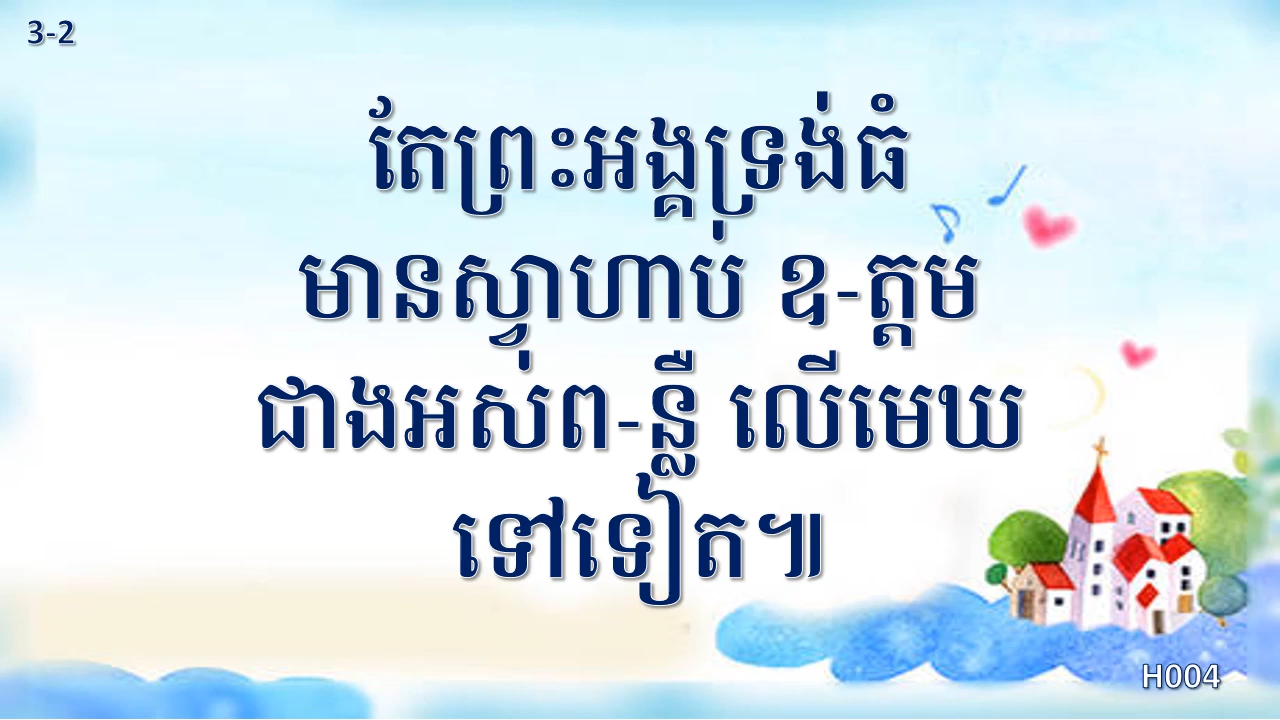 3-2
តែព្រះអង្គទ្រង់ធំ
មានស្វាហាប់ ឧ-ត្តម
ជាងអស់ព-ន្លឺ លើមេឃ
ទៅទៀត៕
H004